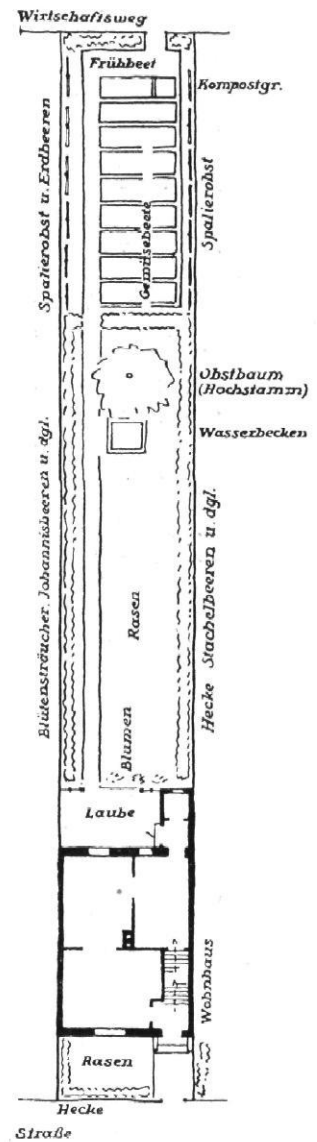 Wirtschaftsweg
Frühbeet
Kompostgr.
Spalierobst u. Erdbeeren
Gemüsebeete
Spalierobst
Obstbaum
(Hochstamm)
Wasserbecken
Blütensträucher, Johannisbeeren u. dgl.
Rasen
Hecke Stachelbeeren u. dgl.
Blumen
Laube
Wohnhaus
Rasen
Hecke
Straße